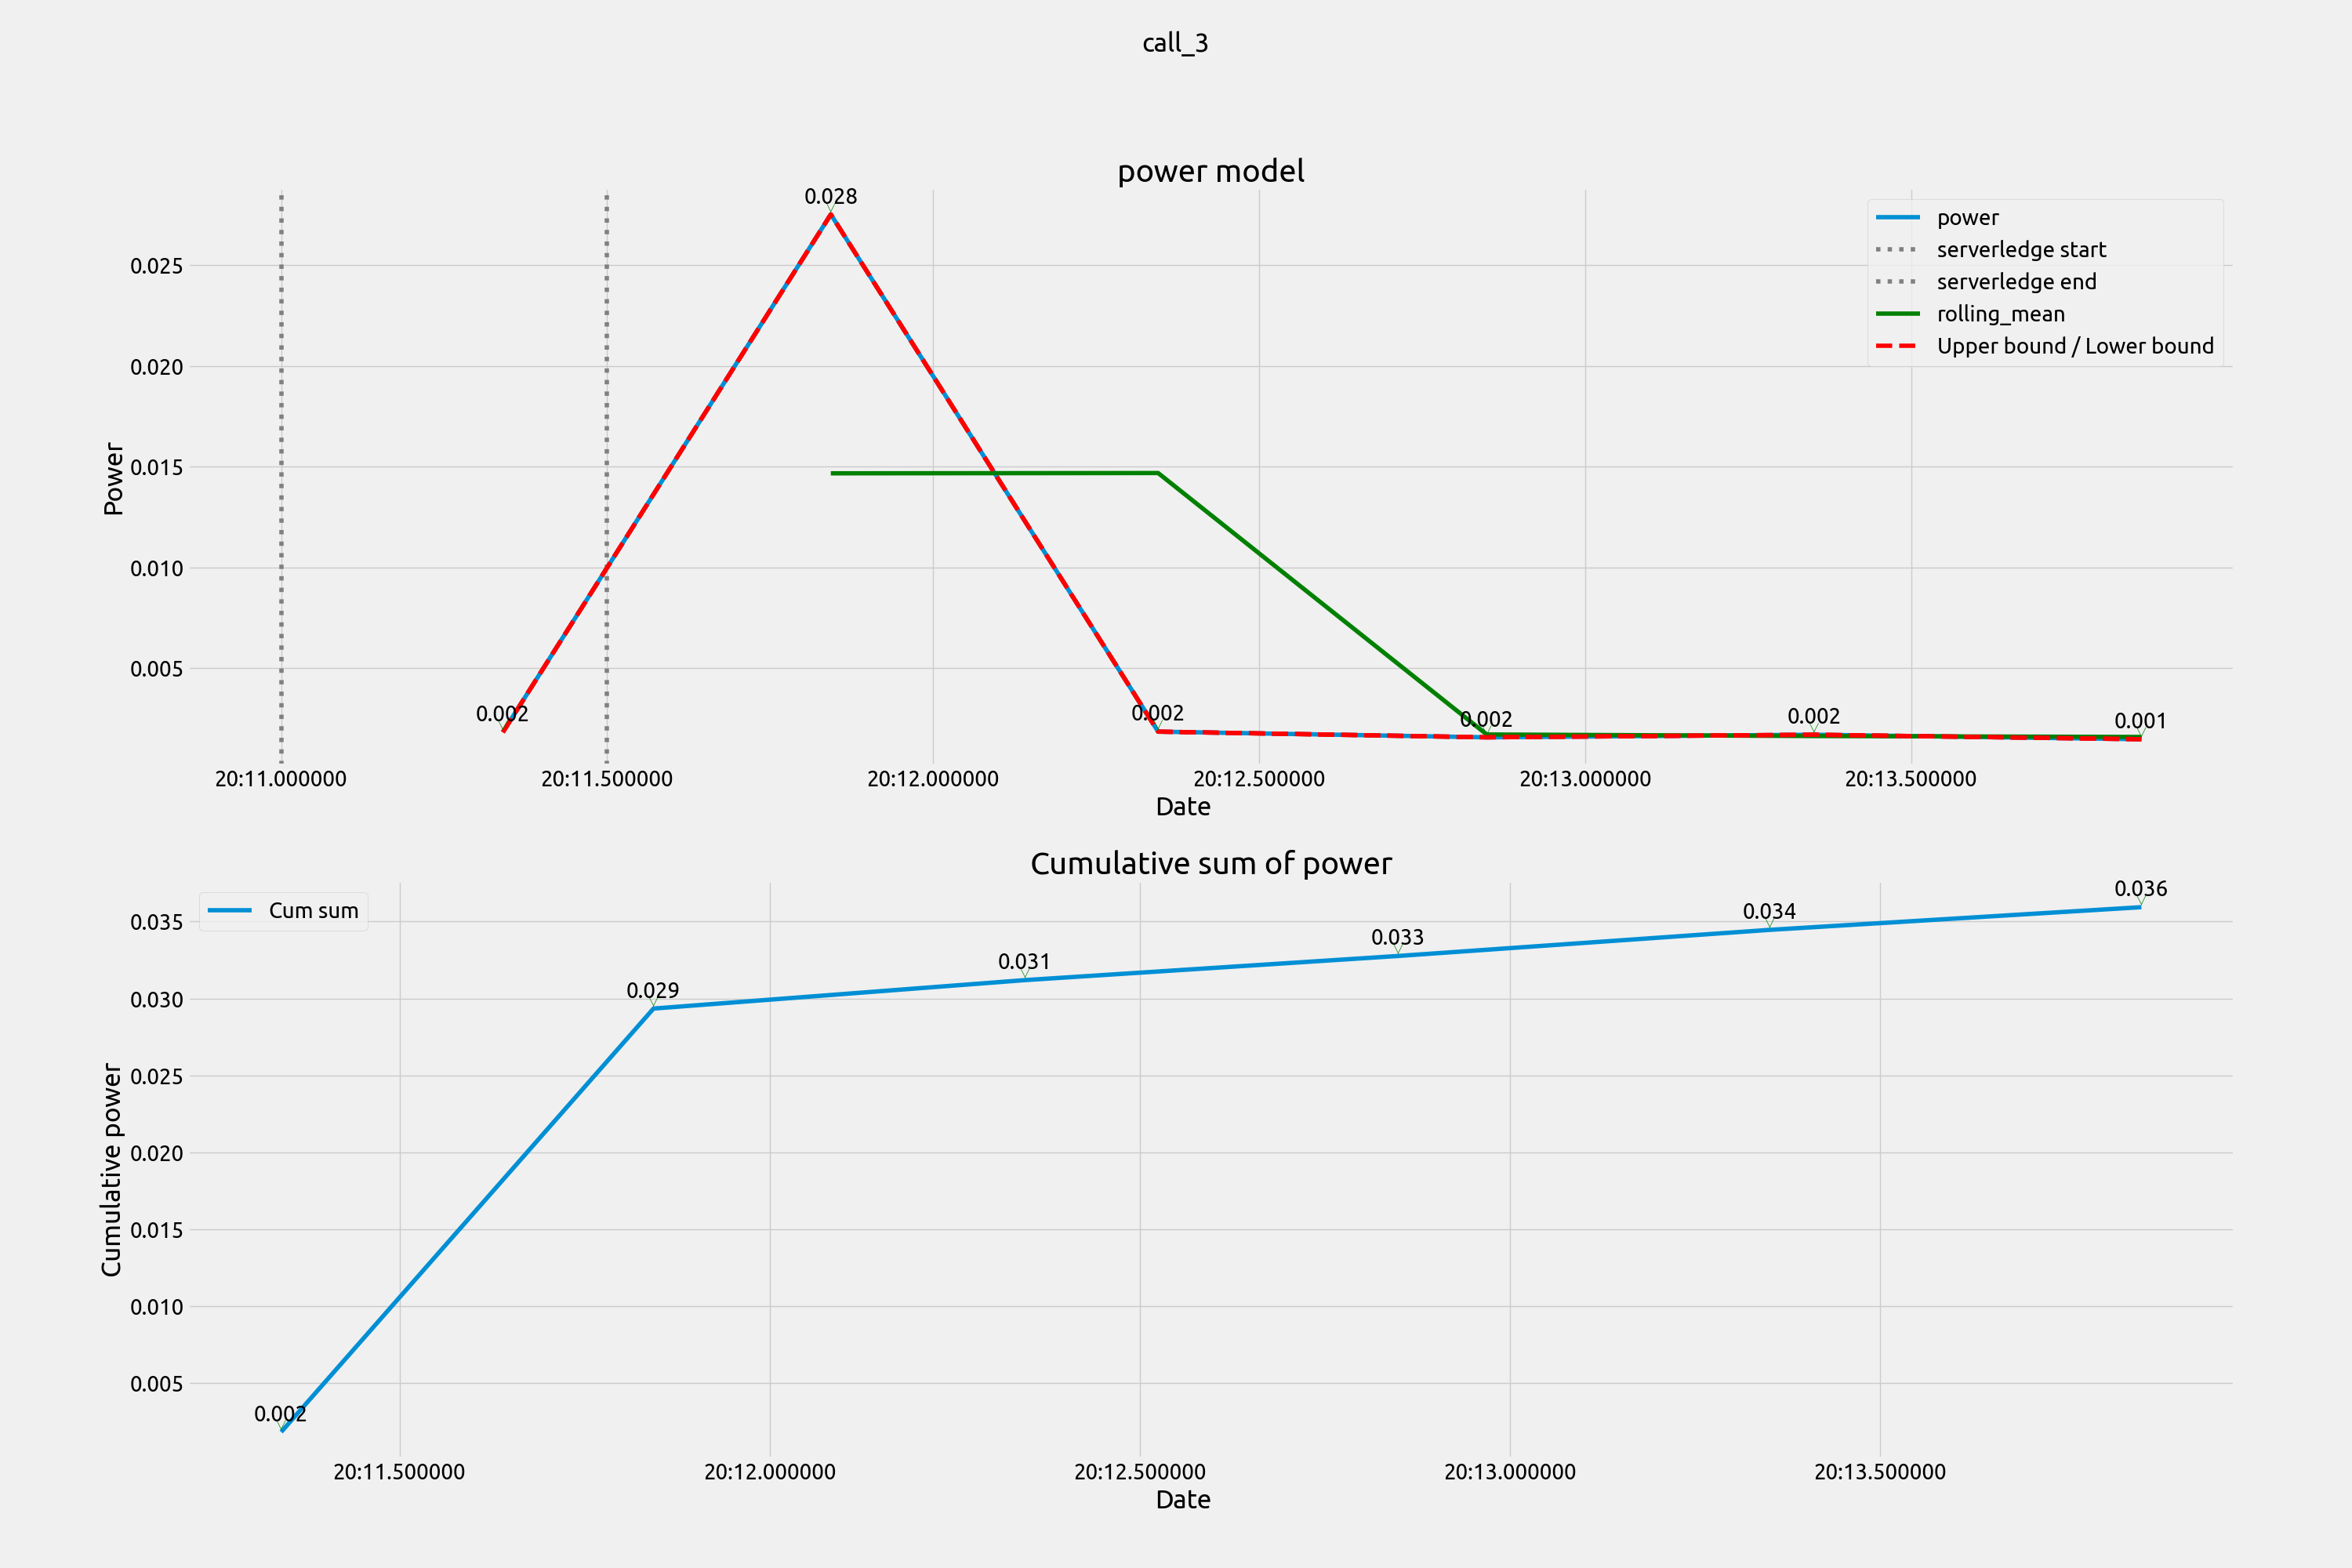 call_3
power model
0.028
power
serverledge start
serverledge end
rolling_mean
Upper bound / Lower bound
0.025
0.020
0.015
0.010
0.005
Power
0.002
0.002
0.002
0.002
0.001
20:11.000000
20:11.500000
20:12.000000
20:12.500000
20:13.000000
20:13.500000
Date
Cumulative sum of power
Cum sum
0.035
0.030
0.025
0.020
0.015
0.010
0.005
Cumulative power
0.002
0.029
0.031
0.033
0.034
0.036
20:11.500000
20:12.000000
20:12.500000
20:13.000000
20:13.500000
Date